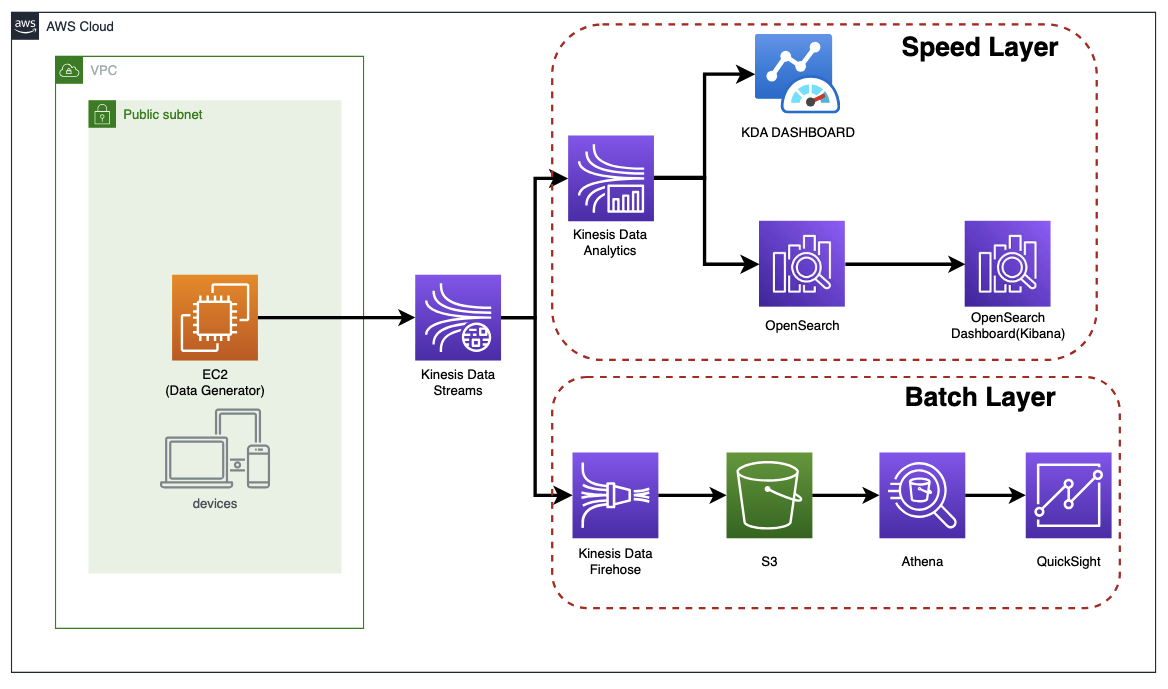 aws
AWS Cloud
VPC
Public subnet
EC2
(Data Generator)
devices
Kinesis Data
Streams
Speed Layer
KDA DASHBOARD
Kinesis Data
Analytics
OpenSearch
OpenSearch
Dashboard(Kibana)
Batch Layer
Kinesis Data
Firehose
S3
Athena
QuickSight